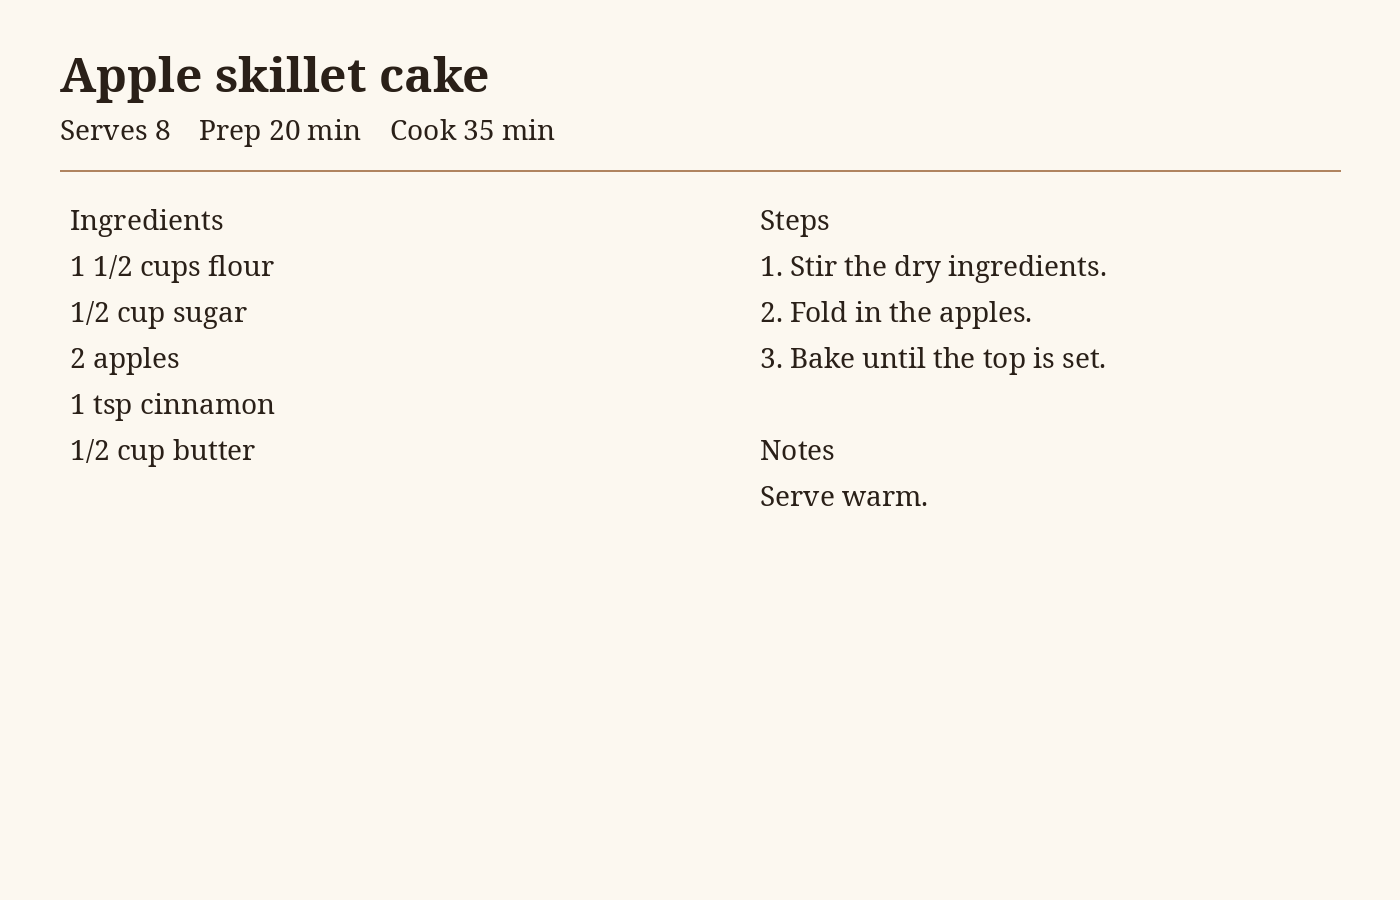 Apple skillet cake
Serves 8 Prep 20 min Cook 35 min
Ingredients
1 1/2 cups flour
1/2 cup sugar
2 apples
1 tsp cinnamon
1/2 cup butter
Steps
1. Stir the dry ingredients.
2. Fold in the apples.
3. Bake until the top is set.
Notes
Serve warm.